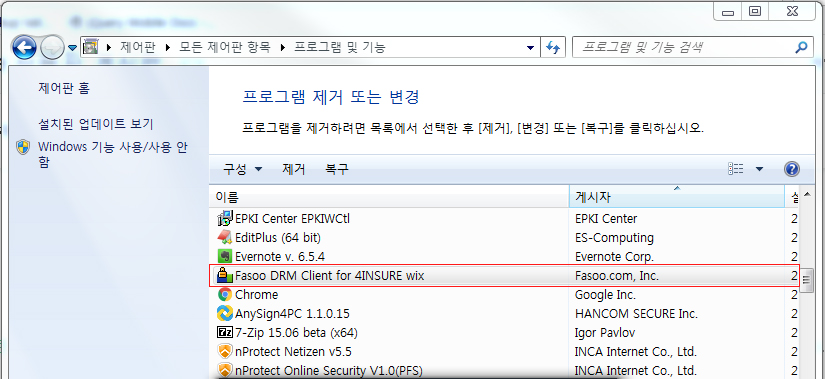 제어판 ▸ 모든 제어판 항목 ▸ 프로그램 및 기능
프로그램 및 기능 검색
제어판 홈
설치된 업데이트 보기
Windows 기능 사용/사용 안
함
프로그램 제거 또는 변경
프로그램을 제거하려면 목록에서 선택한 후 [제거], [변경] 또는 [복구]를 클릭하십시오.
구성 제거 복구
이름 게시자
EPKI Center EPKIWCtl EPKI Center 2
EditPlus (64 bit) ES-Computing 2
Evernote v. 6.5.4 Evernote Corp. 2
Fasoo DRM Client for 4INSURE wix Fasoo.com, Inc. 2
Chrome Google Inc. 2
AnySign4PC 1.1.0.15 HANCOM SECURE Inc. 2
7-Zip 15.06 beta (x64) Igor Pavlov 2
nProtect Netizen v5.5 INCA Internet Co., Ltd. 2
nProtect Online Security V1.0(PFS) INCA Internet Co., Ltd. 2